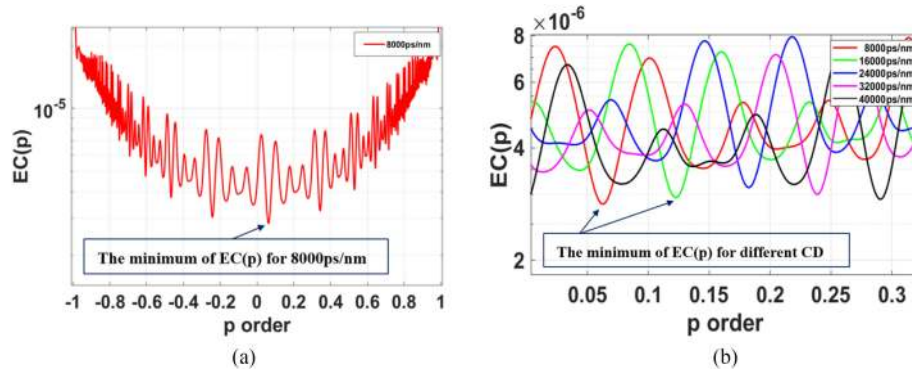 8000ps/nm
10^-5
EC(p)
The minimum of EC(p) for 8000ps/nm
-1 -0.8 -0.6 -0.4 -0.2 0 0.2 0.4 0.6 0.8 1
p order
(a)
×10^-6
8
6
4
2
EC(p)
8000ps/nm
16000ps/nm
24000ps/nm
32000ps/nm
40000ps/nm
The minimum of EC(p) for different CD
0.05 0.1 0.15 0.2 0.25 0.3
p order
(b)